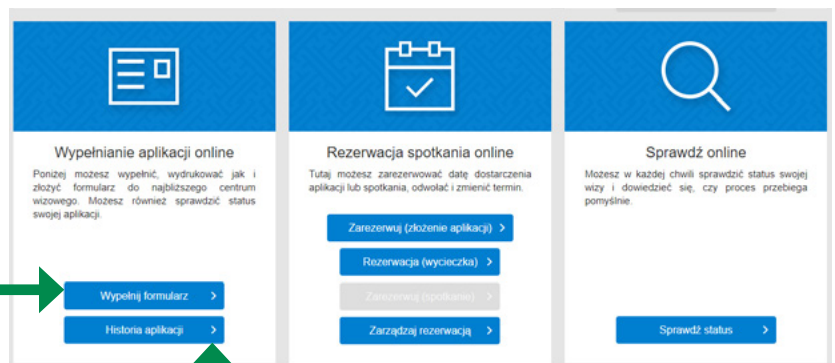 Wypełnianie aplikacji online
Poniżej możesz wypełnić, wydrukować jak i
złożyć formularz do najbliższego centrum
wizowego. Możesz również sprawdzić status
swojej aplikacji.
Wypełnij formularz
Historia aplikacji
Rezerwacja spotkania online
Tutaj możesz zarezerwować datę dostarczenia
aplikacji lub spotkania, odwołać i zmienić termin.
Zarezerwuj (złożenie aplikacji)
Rezerwacja (wycieczka)
Zarezerwuj (spotkanie)
Zarządzaj rezerwacją
Sprawdź online
Możesz w każdej chwili sprawdzić status swojej
wizy i dowiedzieć się, czy proces przebiega
pomyślnie.
Sprawdź status